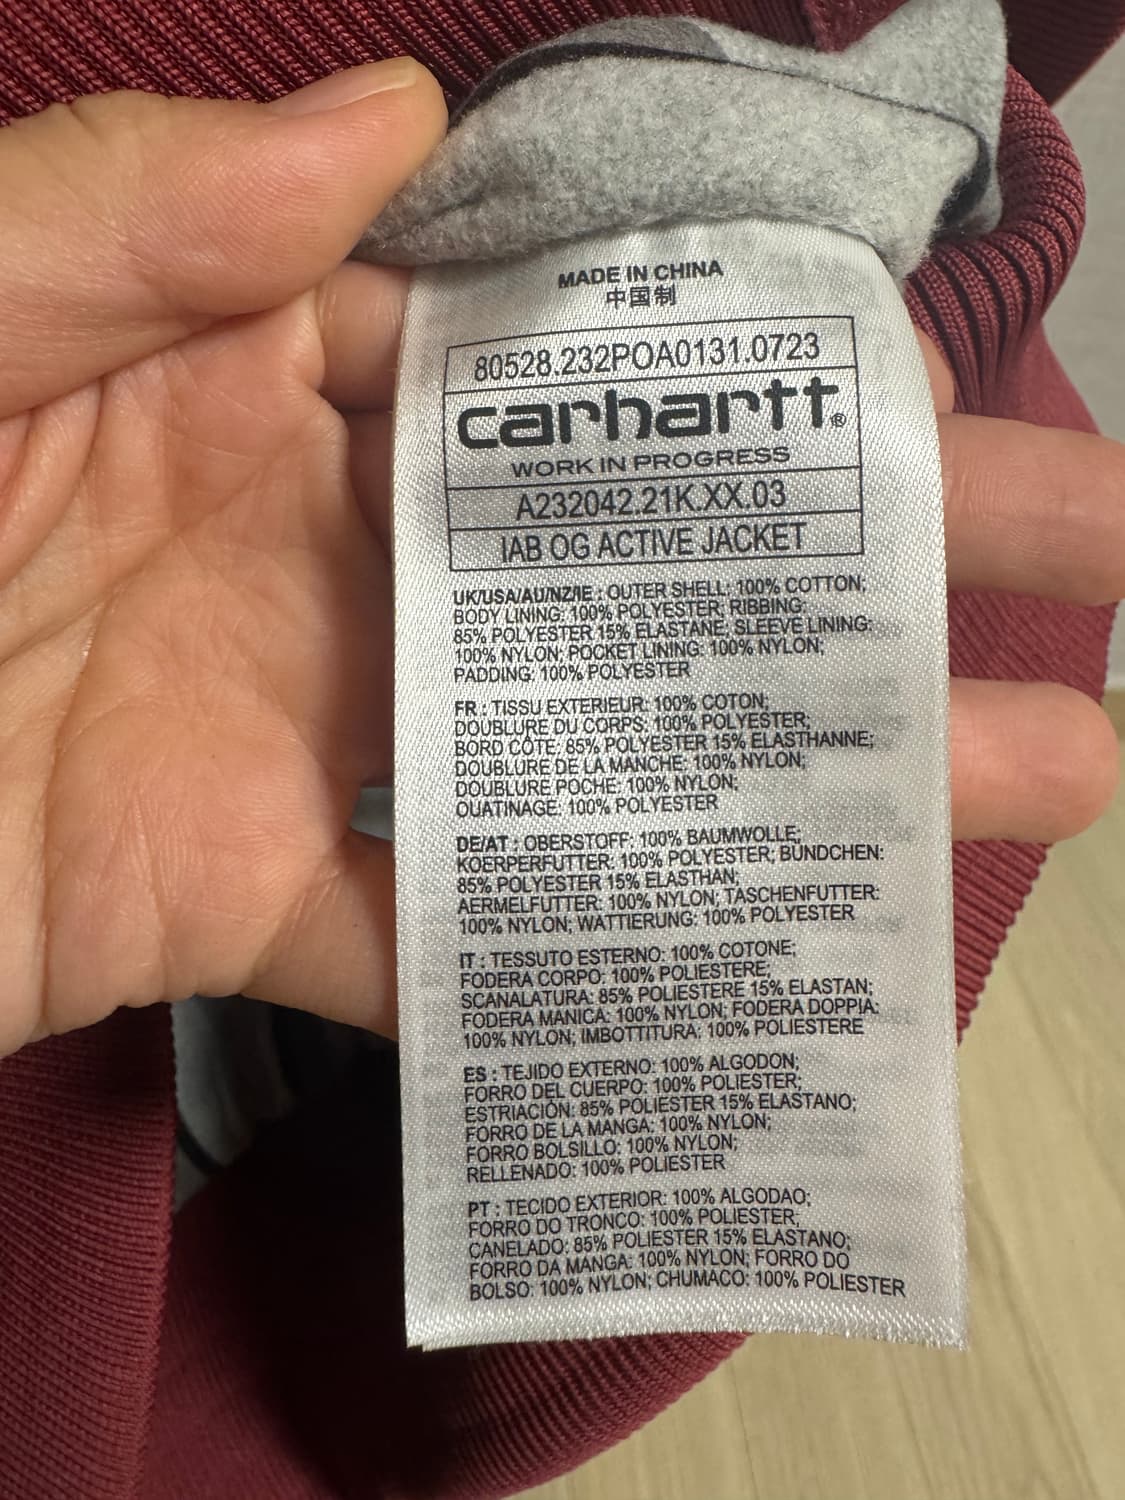 MADE IN CHINA
中国制
80528.232POA0131.0723
carhartt®
WORK IN PROGRESS
A232042.21K.XX.03
IAB OG ACTIVE JACKET
UK/USA/AU/NZ/IE : OUTER SHELL: 100% COTTON;
BODY LINING: 100% POLYESTER; RIBBING:
85% POLYESTER 15% ELASTANE; SLEEVE LINING:
100% NYLON; POCKET LINING: 100% NYLON;
PADDING: 100% POLYESTER
FR : TISSU EXTERIEUR: 100% COTON;
DOUBLURE DU CORPS: 100% POLYESTER;
BORD CÔTE: 85% POLYESTER 15% ELASTHANNE;
DOUBLURE DE LA MANCHE: 100% NYLON;
DOUBLURE POCHE: 100% NYLON;
OUATINAGE: 100% POLYESTER
DE/AT : OBERSTOFF: 100% BAUMWOLLE;
KOERPERFUTTER: 100% POLYESTER; BÜNDCHEN:
85% POLYESTER 15% ELASTHAN;
AERMELFUTTER: 100% NYLON; TASCHENFUTTER:
100% NYLON; WATTIERUNG: 100% POLYESTER
IT : TESSUTO ESTERNO: 100% COTONE;
FODERA CORPO: 100% POLIESTERE;
SCANALATURA: 85% POLIESTERE 15% ELASTAN;
FODERA MANICA: 100% NYLON; FODERA DOPPIA:
100% NYLON; IMBOTTITURA: 100% POLIESTERE
ES : TEJIDO EXTERNO: 100% ALGODON;
FORRO DEL CUERPO: 100% POLIESTER;
ESTRIACIÓN: 85% POLIESTER 15% ELASTANO;
FORRO DE LA MANGA: 100% NYLON;
FORRO BOLSILLO: 100% NYLON;
RELLENADO: 100% POLIESTER
PT : TECIDO EXTERIOR: 100% ALGODAO;
FORRO DO TRONCO: 100% POLIESTER;
CANELADO: 85% POLIESTER 15% ELASTANO;
FORRO DA MANGA: 100% NYLON; FORRO DO
BOLSO: 100% NYLON; CHUMACO: 100% POLIESTER